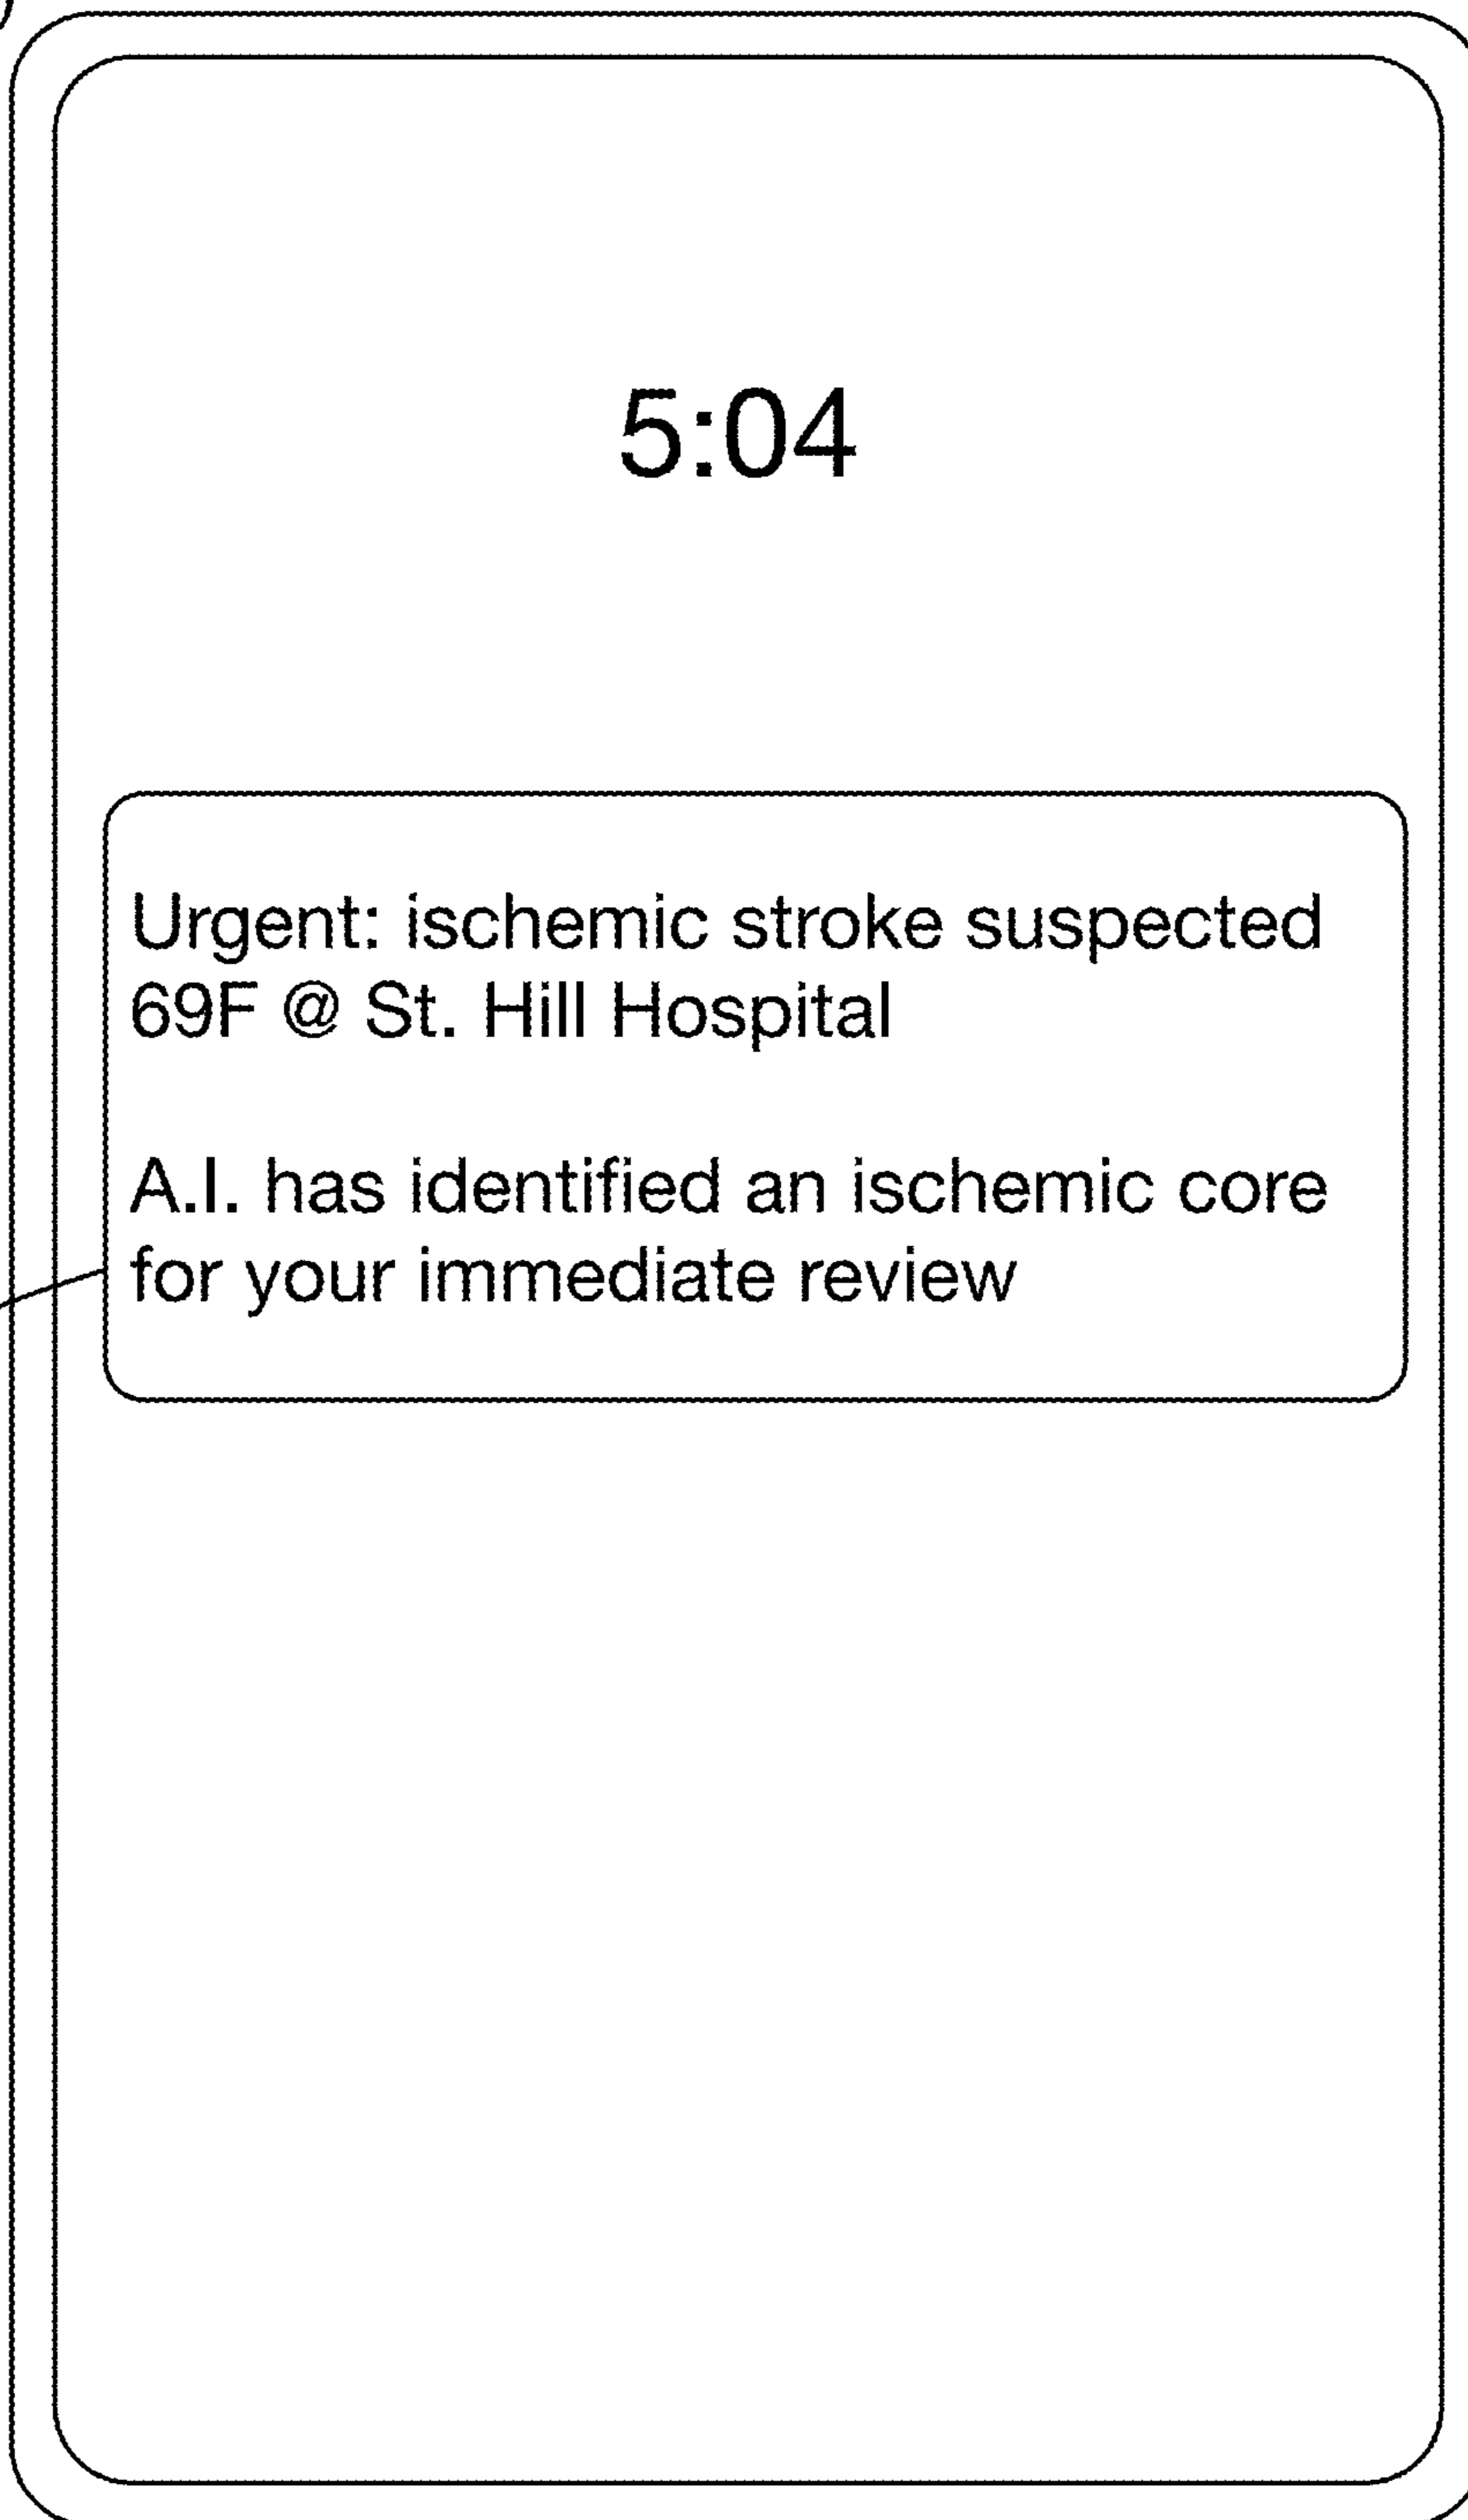 5:04
Urgent: ischemic stroke suspected
69F @ St. Hill Hospital
A.I. has identified an ischemic core
for your immediate review